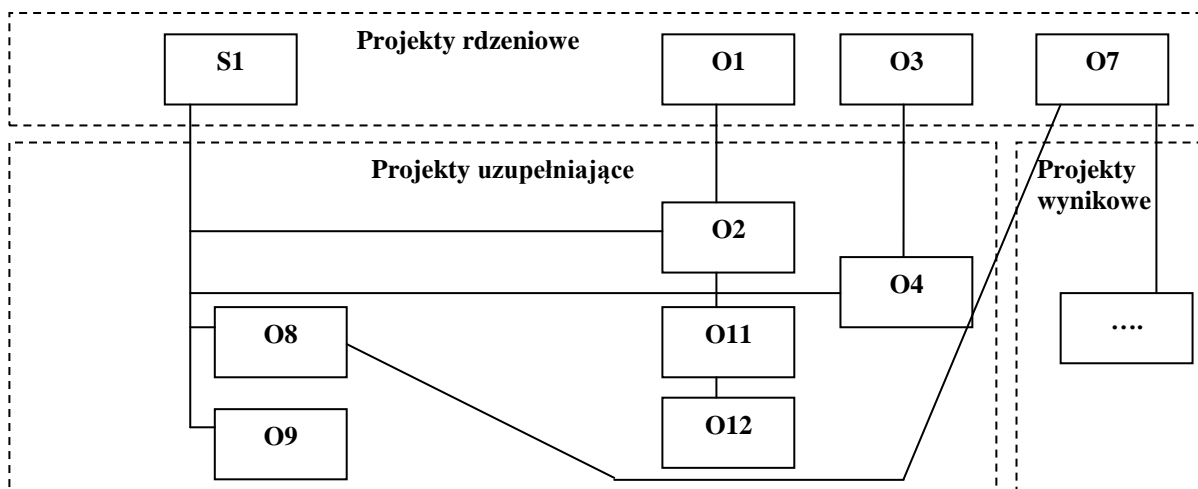 Projekty rdzeniowe
S1
O1
O3
O7
Projekty uzupełniające
Projekty
wynikowe
O2
O4
O8
O11
….
O9
O12